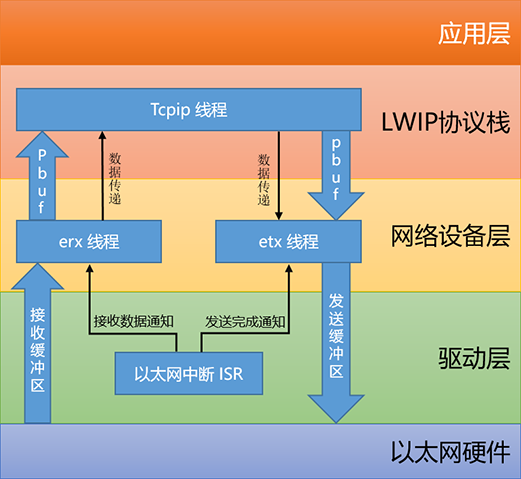 应用层
Tcpip 线程
LWIP协议栈
Pbuf
数据传递
数据传递
pbuf
erx 线程
etx 线程
网络设备层
接收缓冲区
接收数据通知
发送完成通知
发送缓冲区
以太网中断 ISR
驱动层
以太网硬件